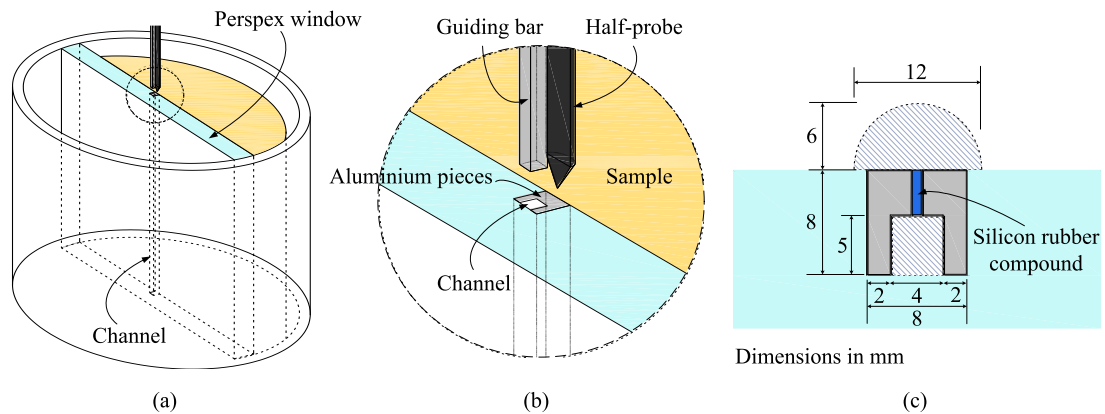 Perspex window
Channel
(a)
Guiding bar
Half-probe
Aluminium pieces
Sample
Channel
(b)
12
6
8
5
Silicon rubber
compound
2
4
2
8
Dimensions in mm
(c)